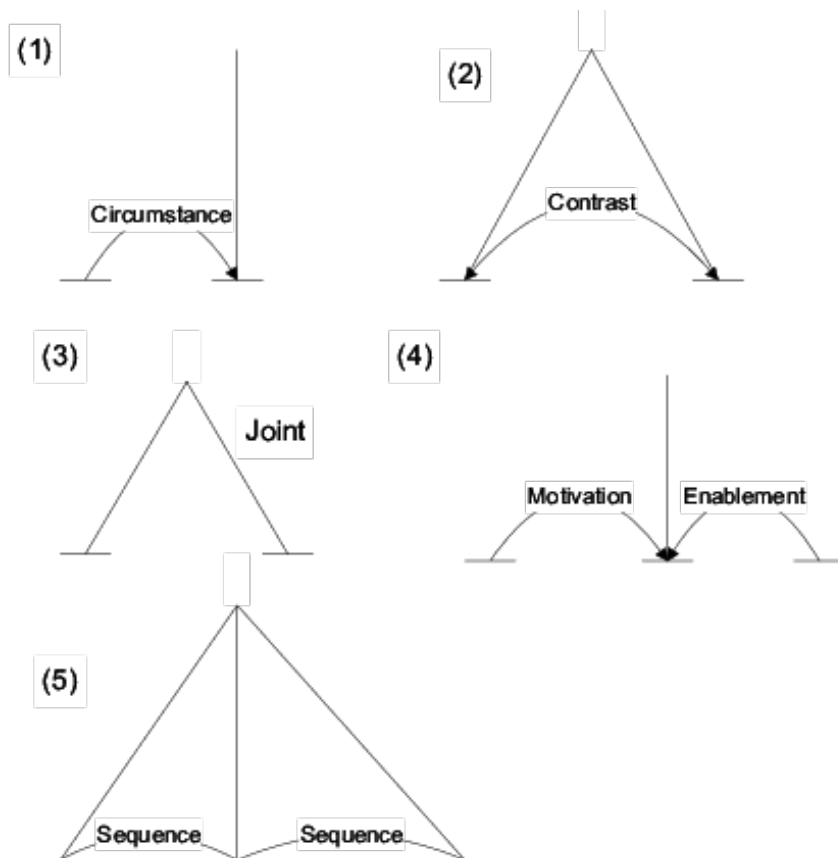 (1)
Circumstance
(2)
Contrast
(3)
Joint
(4)
Motivation Enablement
(5)
Sequence Sequence